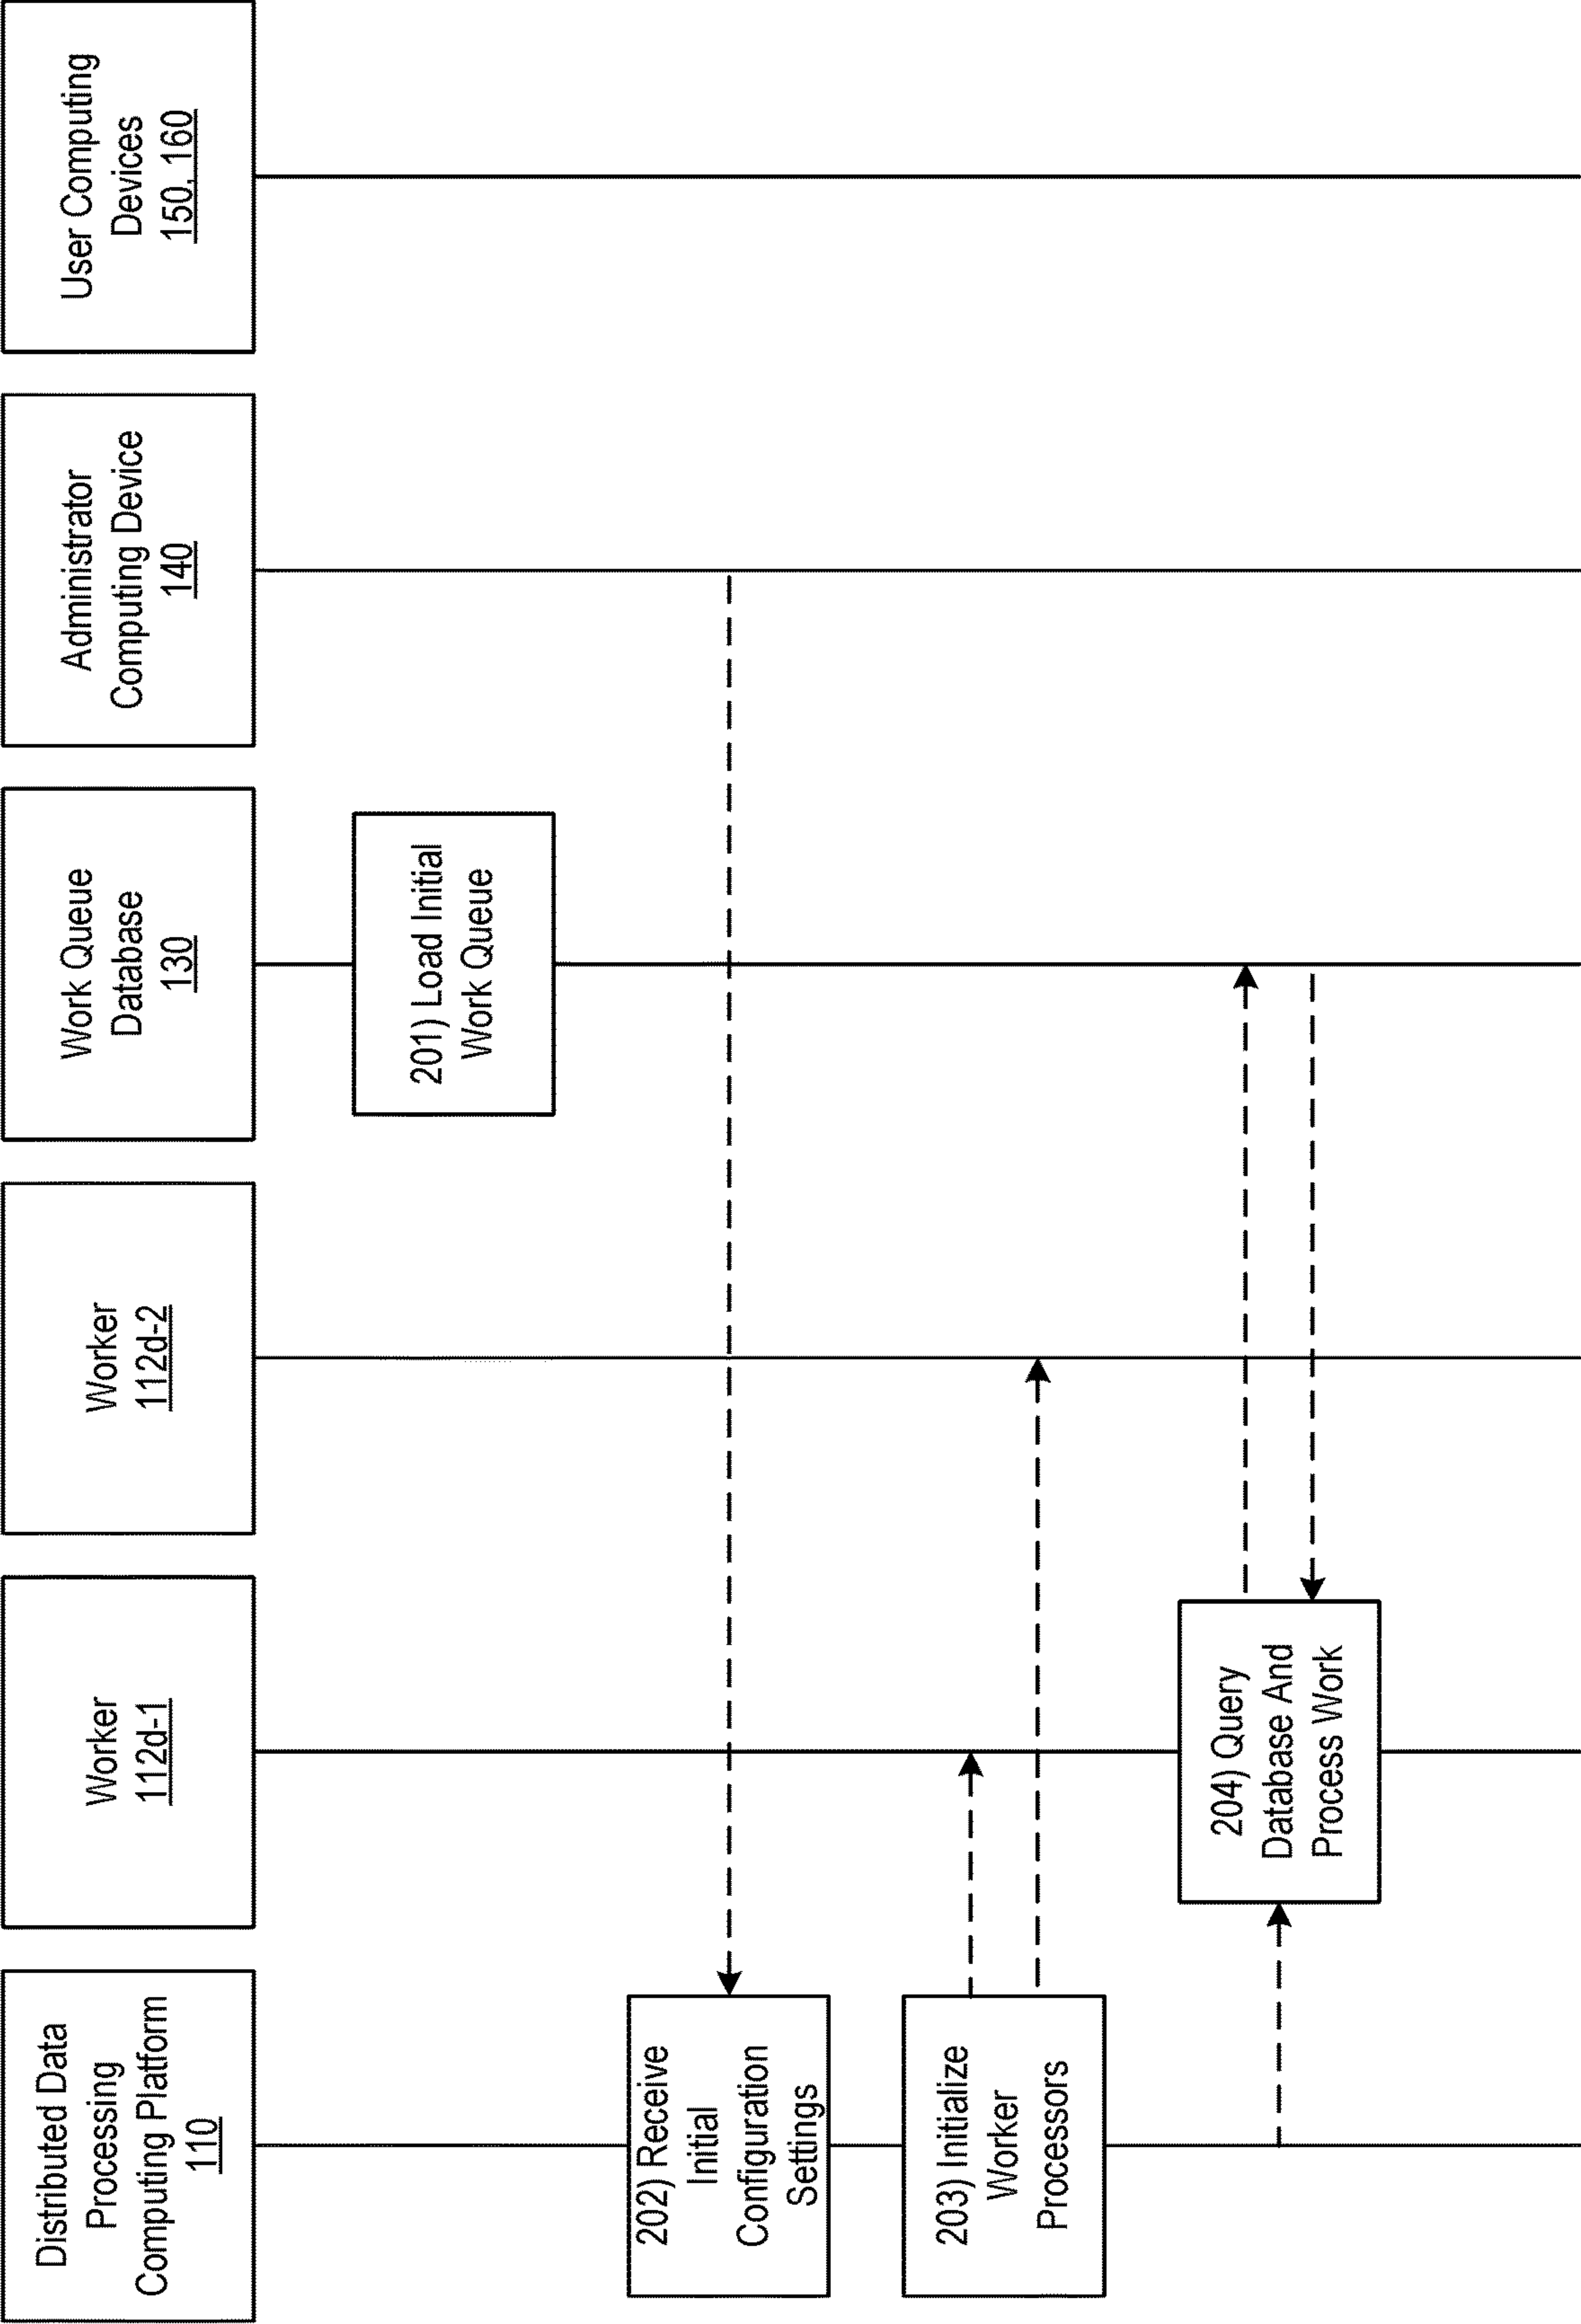 Distributed Data
Processing
Computing Platform
110
Worker
112d-1
Worker
112d-2
Work Queue
Database
130
Administrator
Computing Device
140
User Computing
Devices
150, 160
201) Load Initial
Work Queue
202) Receive
Initial
Configuration
Settings
203) Initialize
Worker
Processors
204) Query
Database And
Process Work